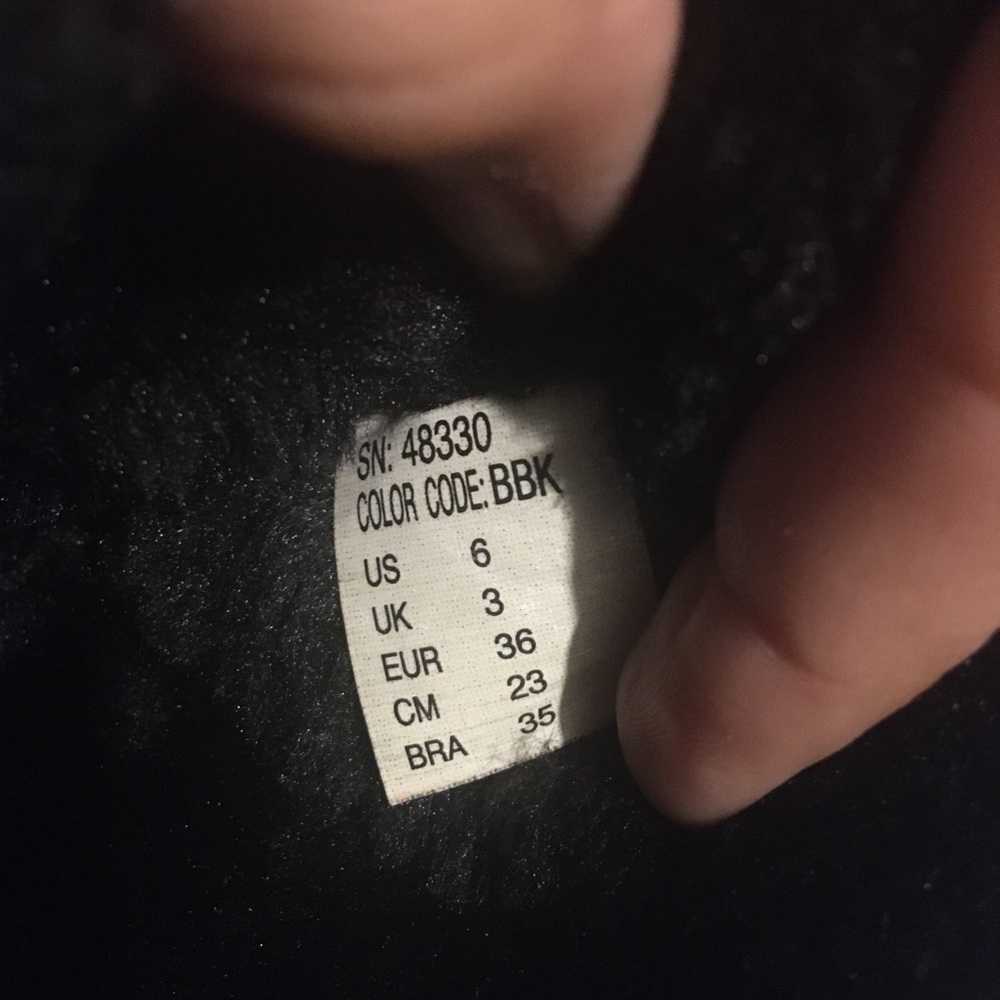 SN: 48330
COLOR CODE: BBK
US 6
UK 3
EUR 36
CM 23
BRA 35